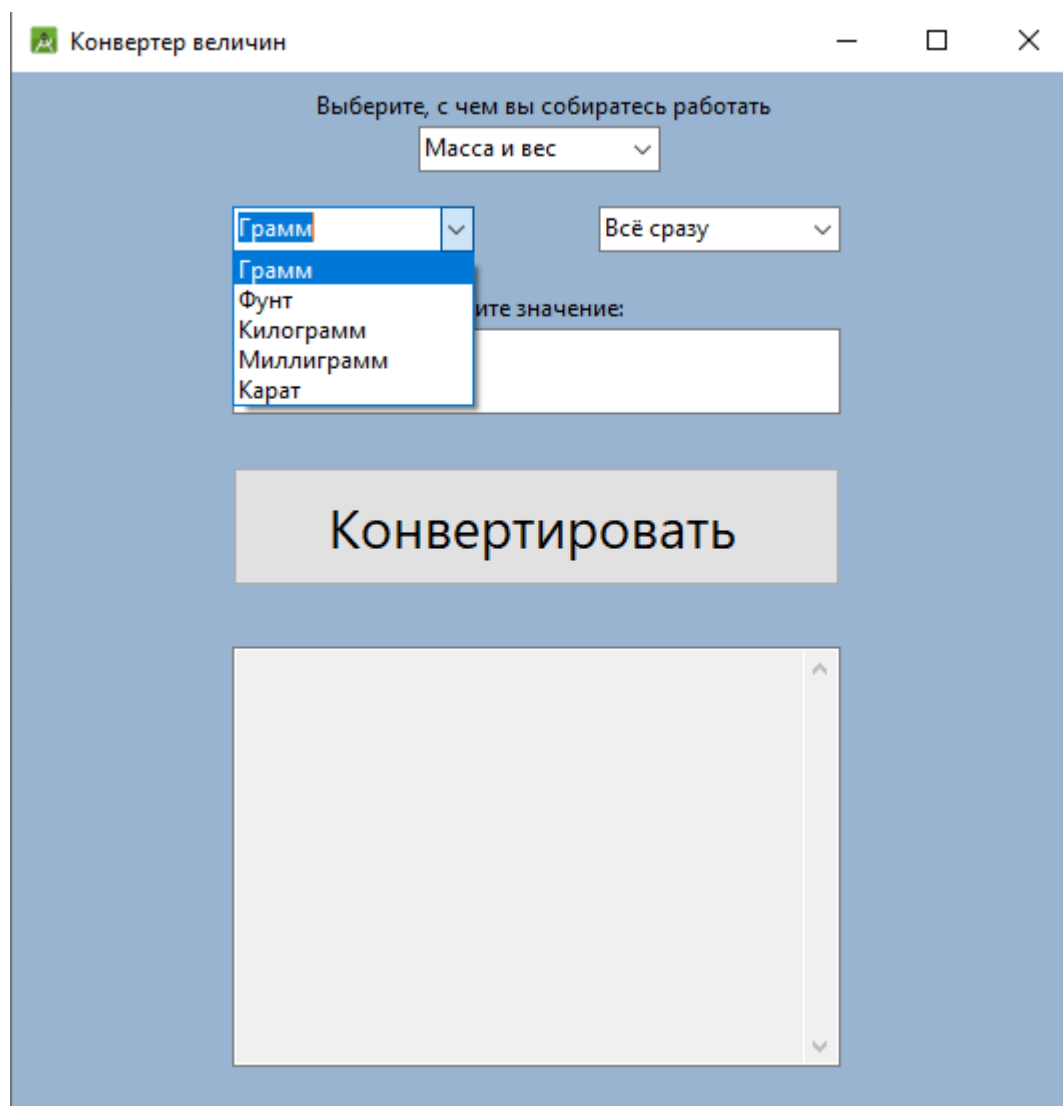 Конвертер величин
Выберите, с чем вы собиратесь работать
Масса и вес
Грамм
Всё сразу
Грамм
Фунт
ите значение:
Килограмм
Миллиграмм
Карат
Конвертировать